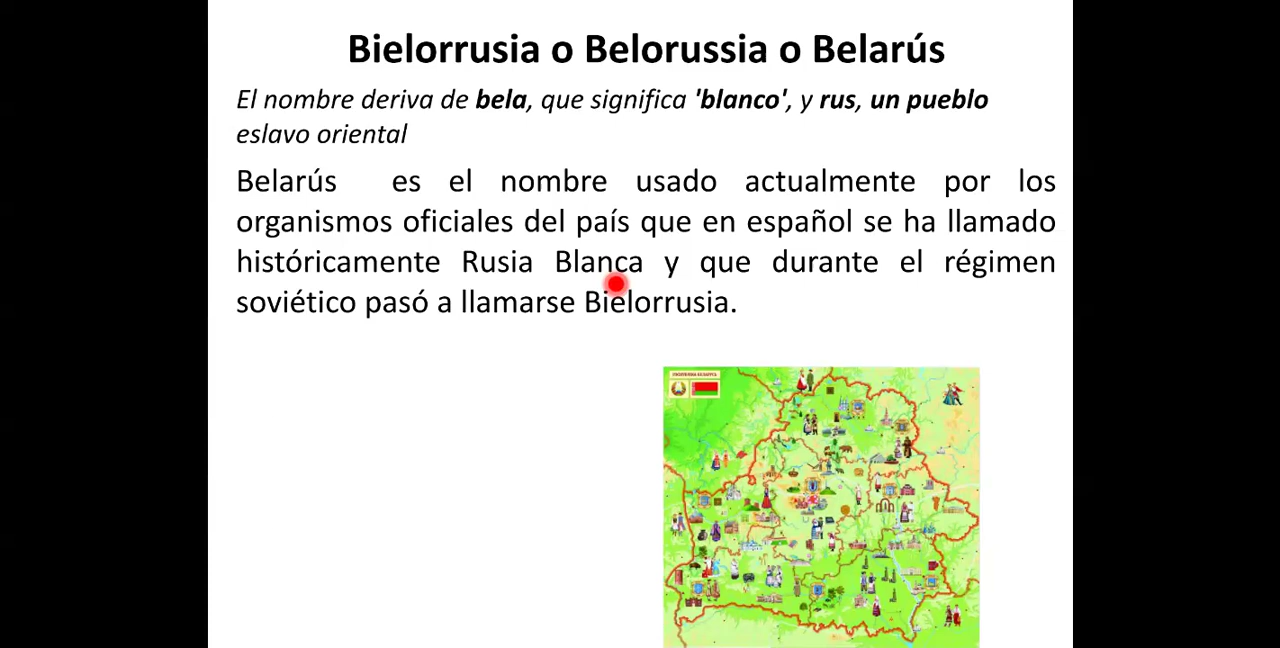 Bielorrusia o Belorussia o Belarús
El nombre deriva de bela, que significa 'blanco', y rus, un pueblo
eslavo oriental
Belarús es el nombre usado actualmente por los
organismos oficiales del país que en español se ha llamado
históricamente Rusia Blanca y que durante el régimen
soviético pasó a llamarse Bielorrusia.